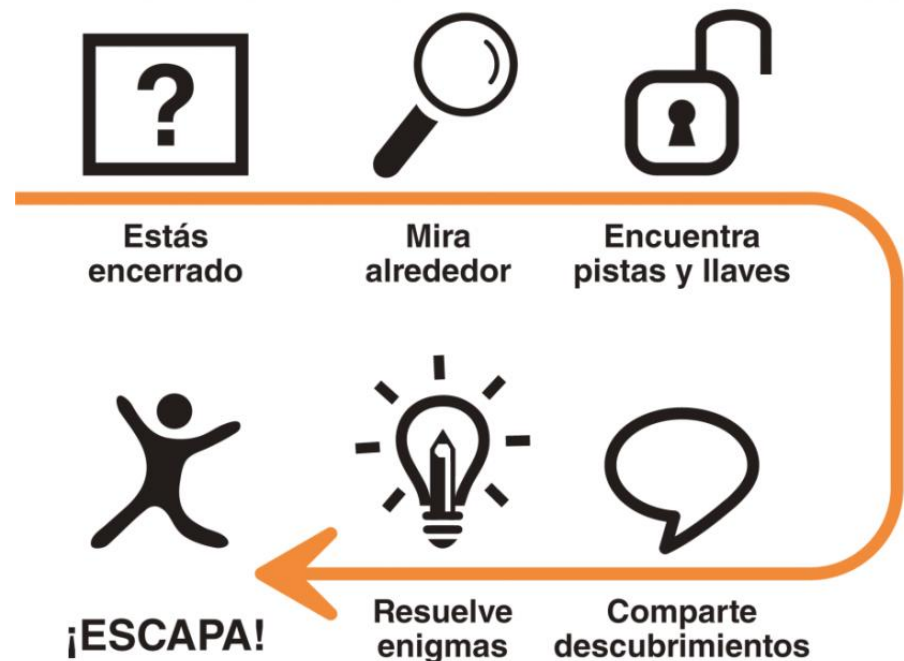 ?
Estás
encerrado
Mira
alrededor
Encuentra
pistas y llaves
Comparte
descubrimientos
Resuelve
enigmas
¡ESCAPA!